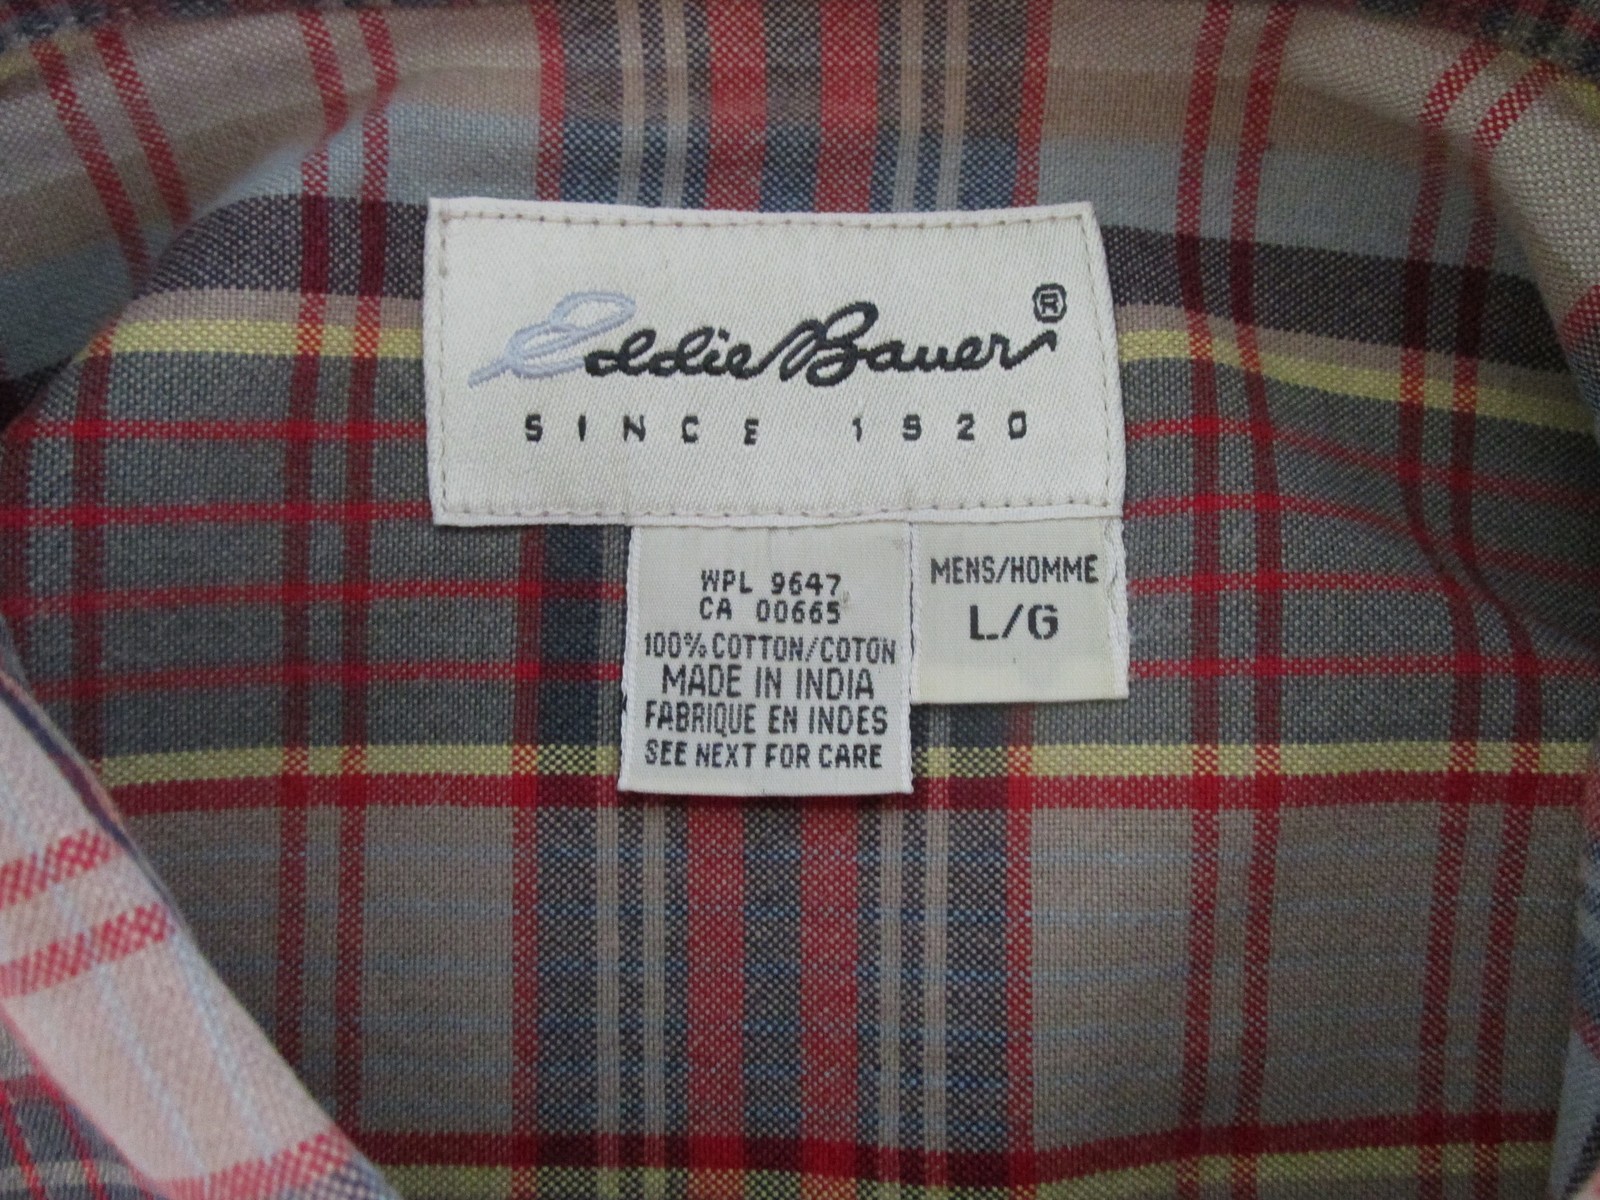 Eddie Bauer®
SINCE 1920
WPL 9647
CA 00665
100% COTTON/COTON
MADE IN INDIA
FABRIQUE EN INDES
SEE NEXT FOR CARE
MENS/HOMME
L/G